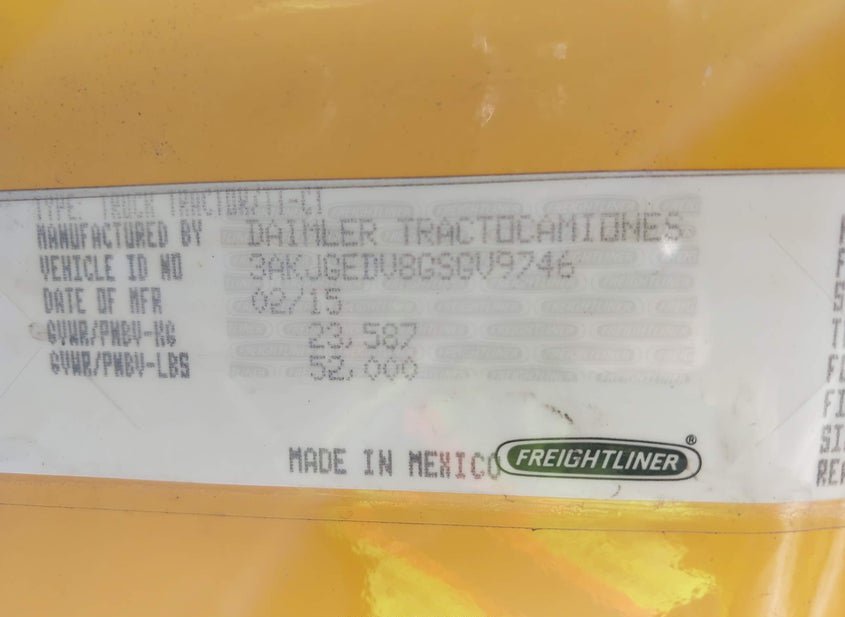 TYPE: TRUCK TRACTOR/TT-CT
MANUFACTURED BY DAIMLER TRACTOCAMIONES
VEHICLE ID NO 3AKJGEDV8GSGV9746
DATE OF MFR 02/15
GVWR/PNBV-KG 23,587
GVWR/PNBV-LBS 52,000
MADE IN MEXICO FREIGHTLINER®